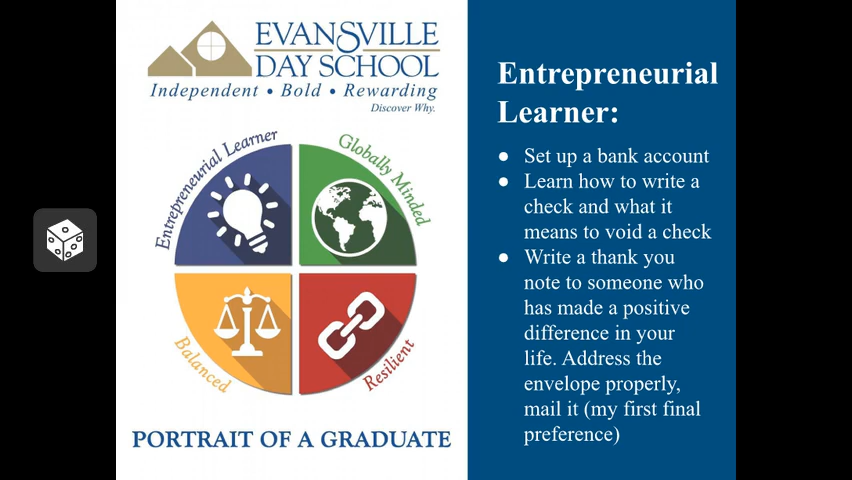 EVANSVILLE
DAY SCHOOL
Independent • Bold • Rewarding
Discover Why.
Entrepreneurial Learner
Globally Minded
Balanced
Resilient
PORTRAIT OF A GRADUATE
Entrepreneurial
Learner:
● Set up a bank account
● Learn how to write a
check and what it
means to void a check
● Write a thank you
note to someone who
has made a positive
difference in your
life. Address the
envelope properly,
mail it (my first final
preference)